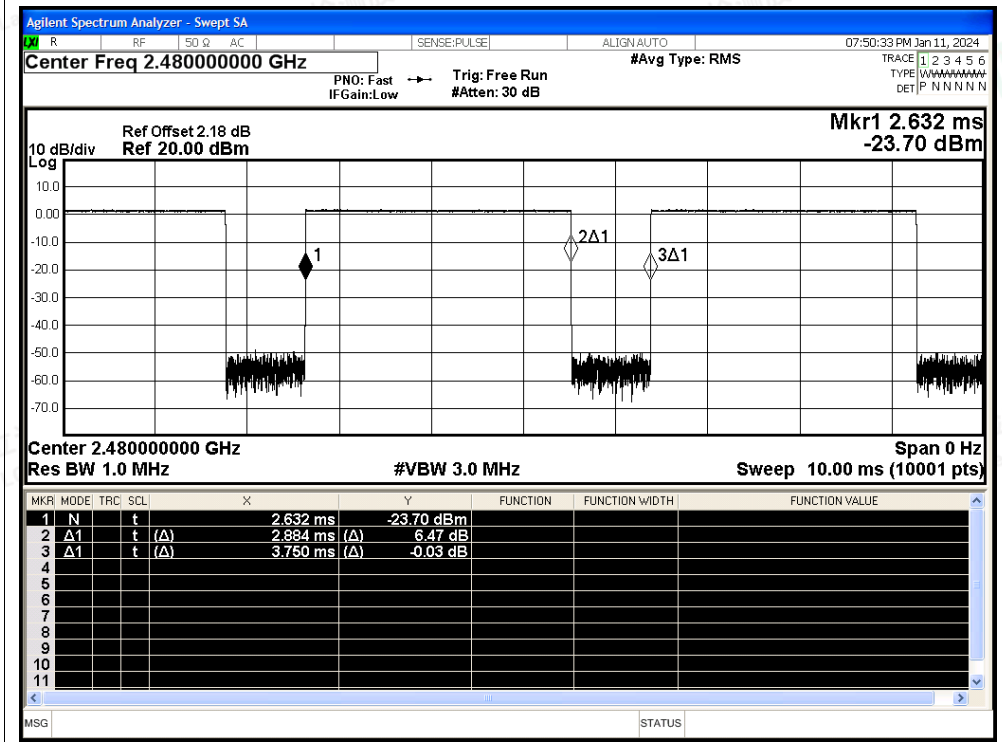 Agilent Spectrum Analyzer - Swept SA
LXI R RF 50 Ω AC SENSE:PULSE ALIGN AUTO 07:50:33 PM Jan 11, 2024
Center Freq 2.480000000 GHz #Avg Type: RMS TRACE 1 2 3 4 5 6
PNO: Fast Trig: Free Run TYPE WWWWWW
IFGain:Low #Atten: 30 dB DET P N N N N N
Mkr1 2.632 ms
Ref Offset 2.18 dB
10 dB/div Ref 20.00 dBm -23.70 dBm
Log
10.0
0.00
-10.0
2Δ1
1
3Δ1
-20.0
-30.0
-40.0
-50.0
-60.0
-70.0
Center 2.480000000 GHz Span 0 Hz
Res BW 1.0 MHz #VBW 3.0 MHz Sweep 10.00 ms (10001 pts)
MKR MODE TRC SCL X Y FUNCTION FUNCTION WIDTH FUNCTION VALUE
1 N t 2.632 ms -23.70 dBm
2 Δ1 t (Δ) 2.884 ms (Δ) 6.47 dB
3 Δ1 t (Δ) 3.750 ms (Δ) -0.03 dB
4
5
6
7
8
9
10
11
MSG STATUS